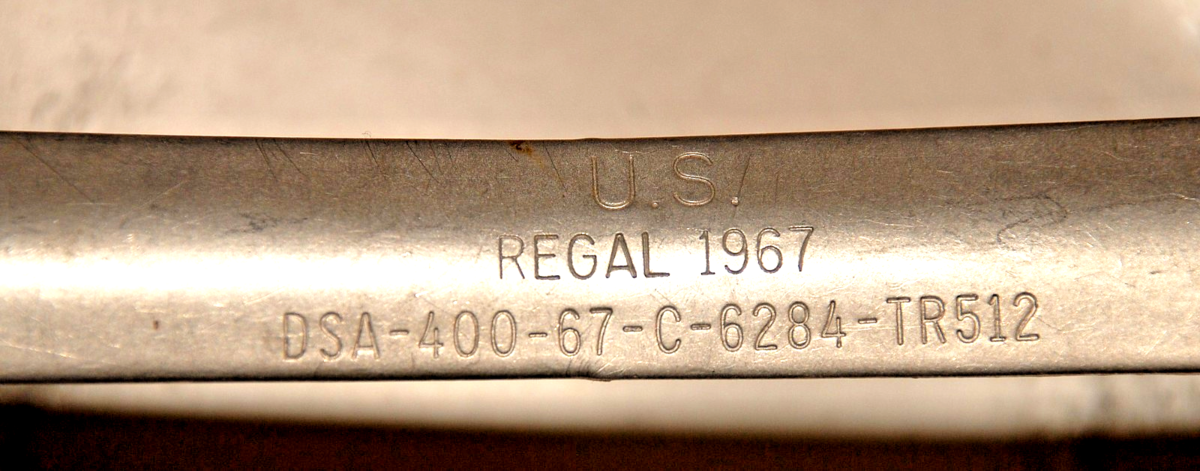 U.S.
REGAL 1967
DSA-400-67-C-6284-TR512